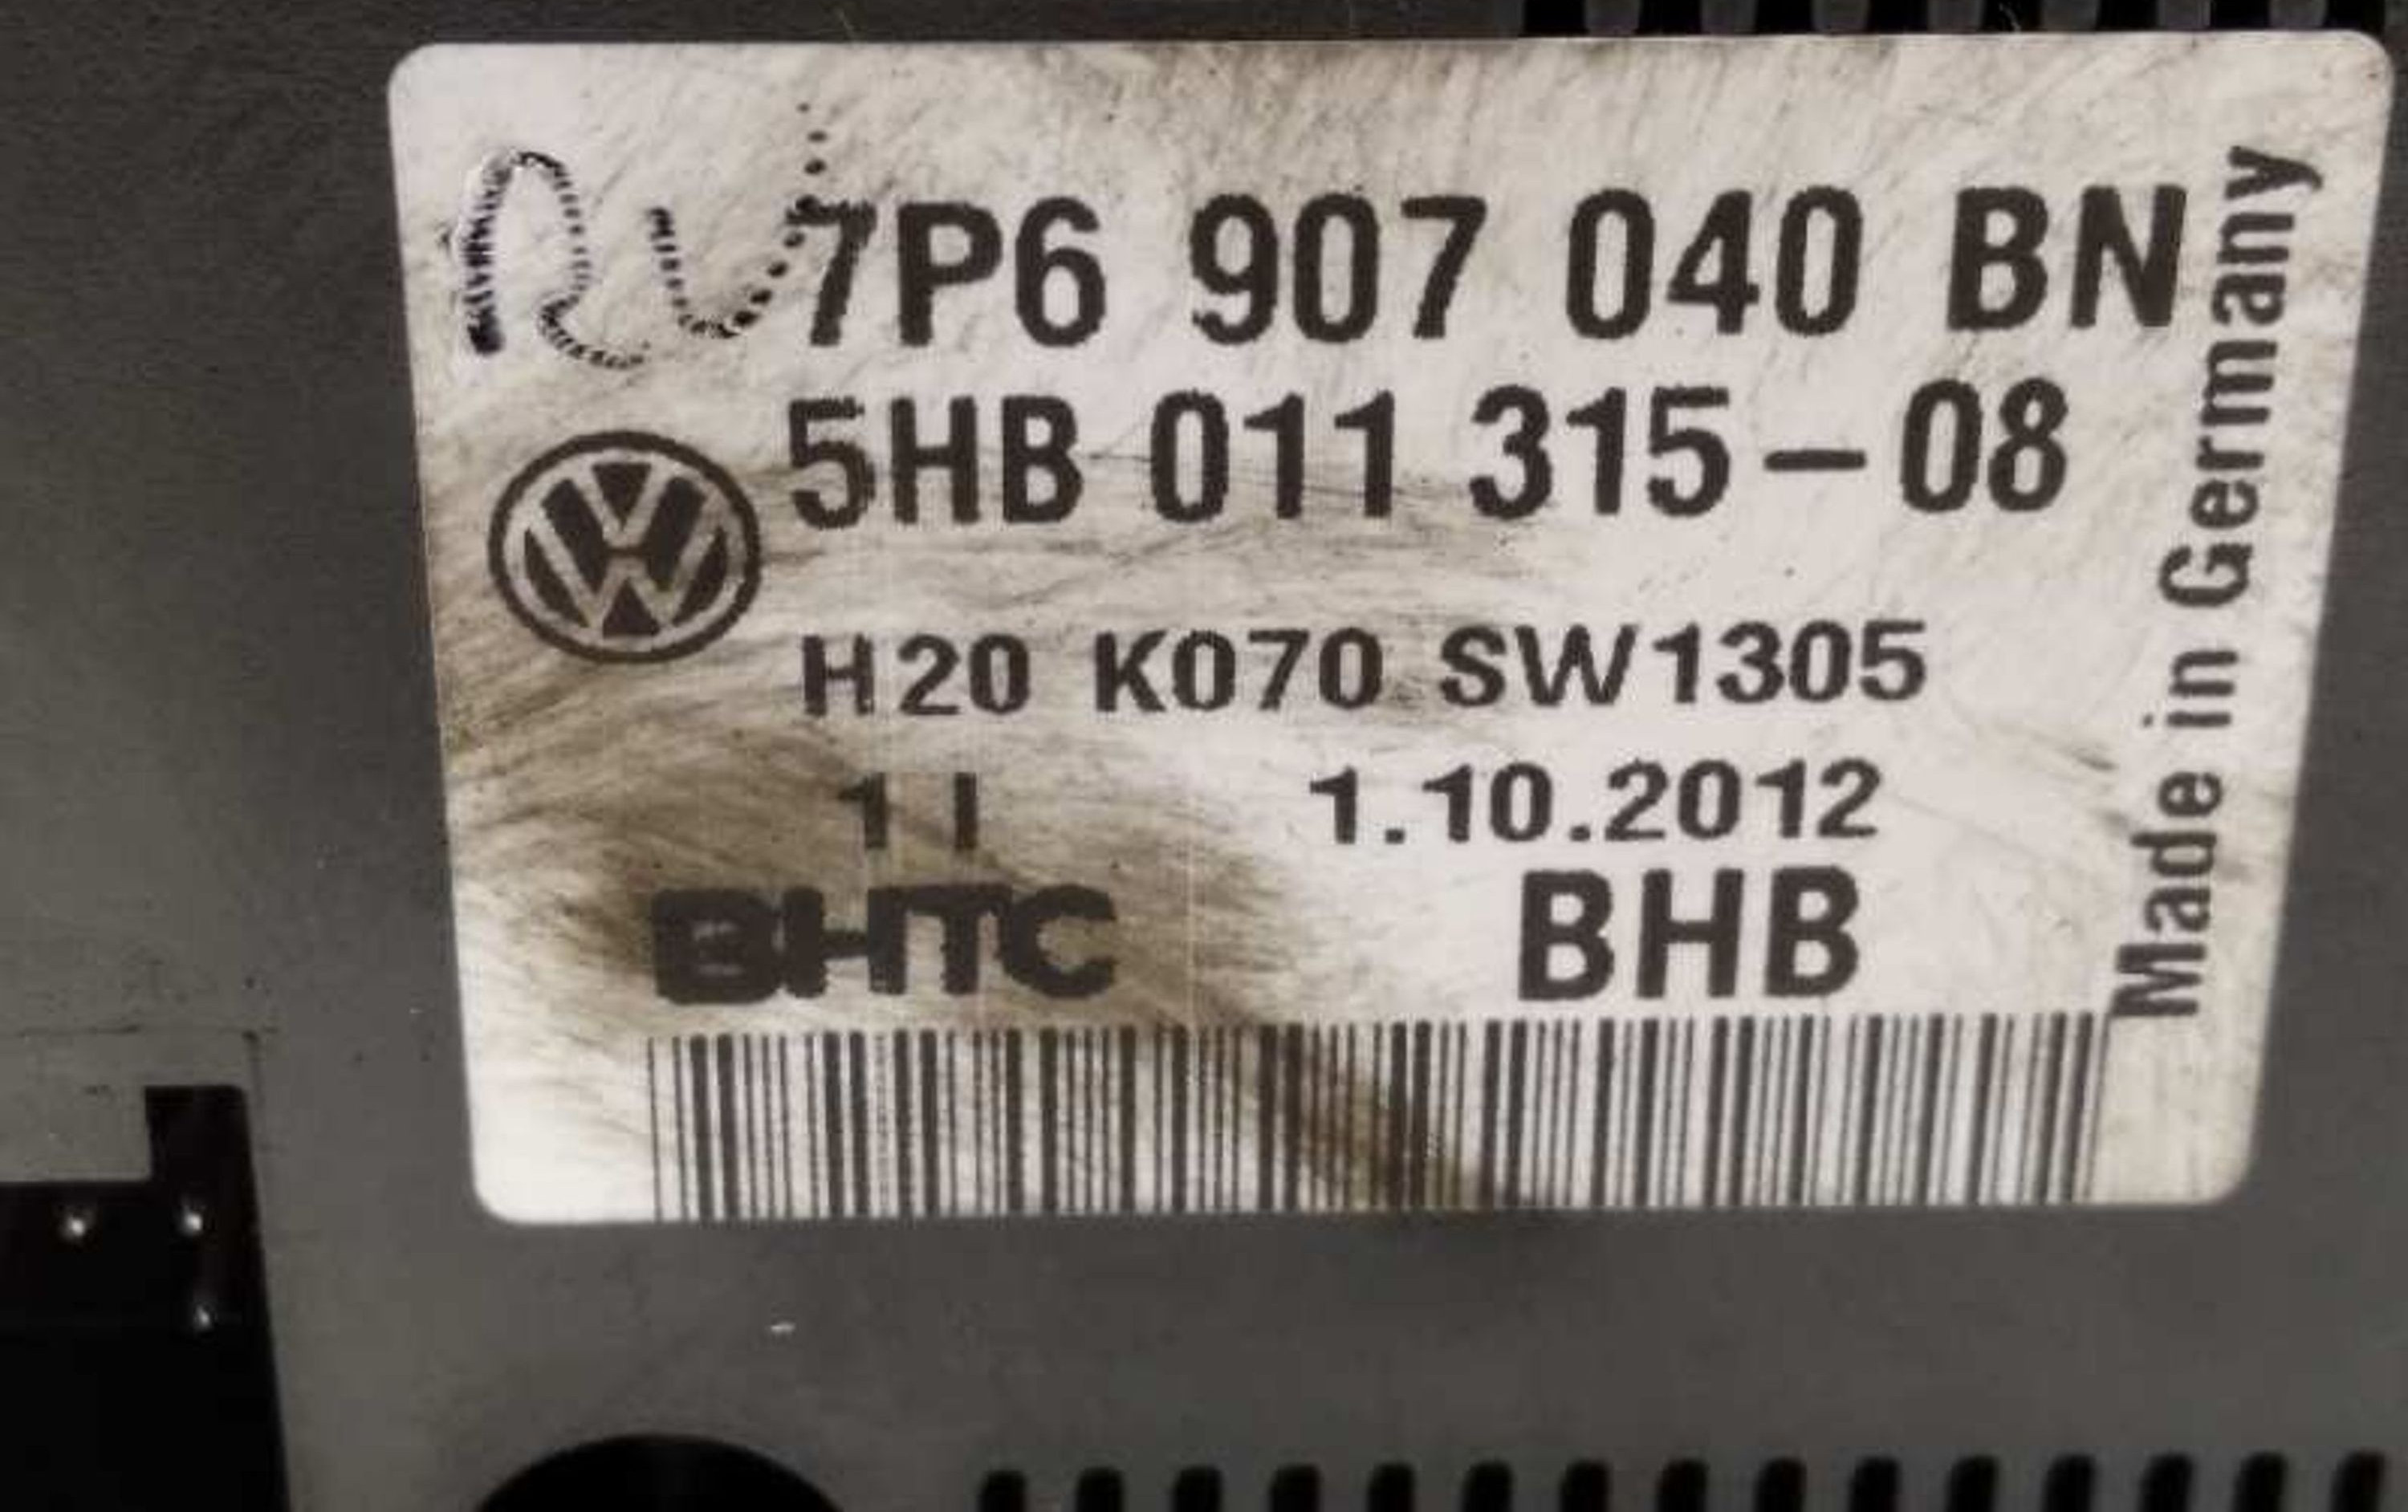 7P6 907 040 BN
5HB 011 315-08
H20 K070 SW1305
1.10.2012
BHTC BHB
Made in Germany